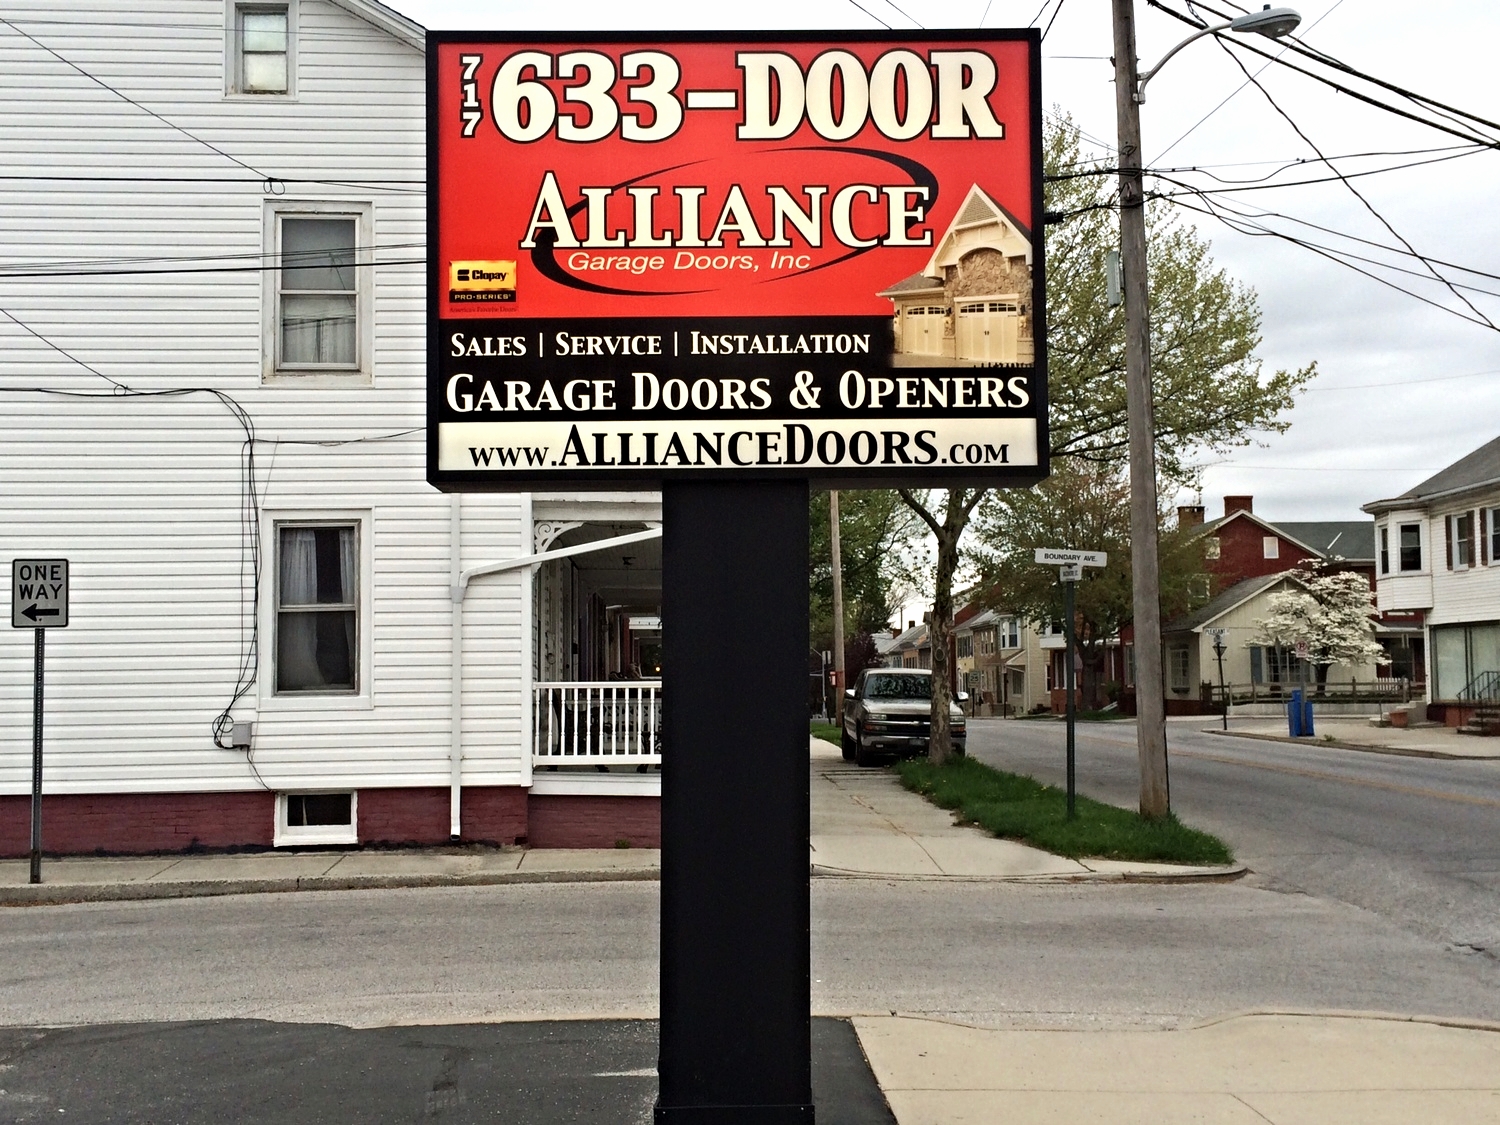 717
633-DOOR
ALLIANCE
Garage Doors, Inc
Clopay
PRO-SERIES
SALES | SERVICE | INSTALLATION
GARAGE DOORS & OPENERS
WWW.ALLIANCEDOORS.COM
ONE
WAY
BOUNDARY AVE.